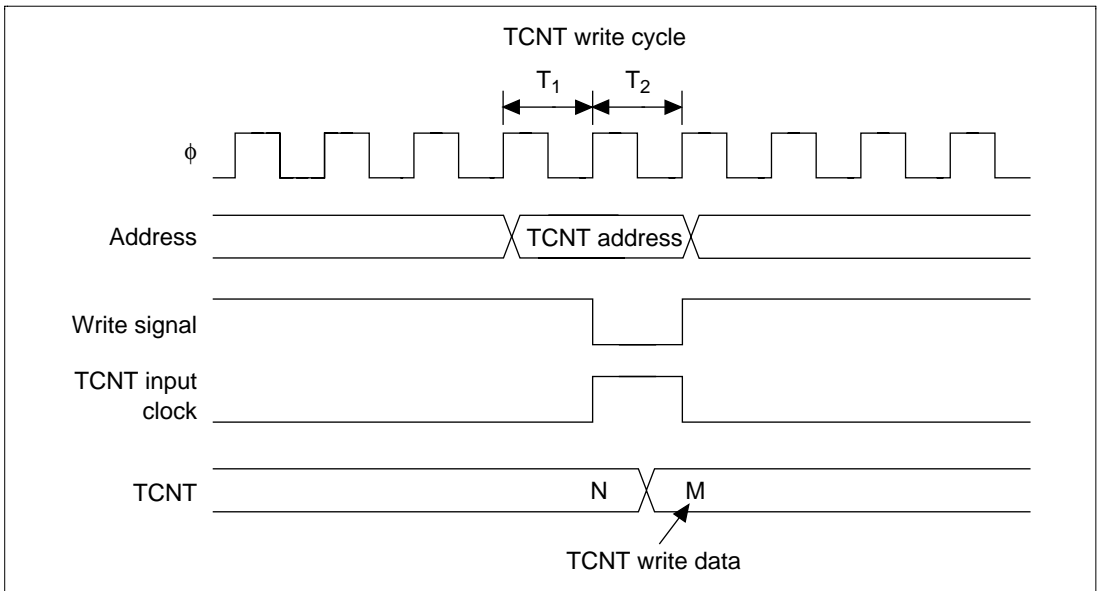 TCNT write cycle
T1 T2
ϕ
Address TCNT address
Write signal
TCNT input
clock
TCNT N M
TCNT write data